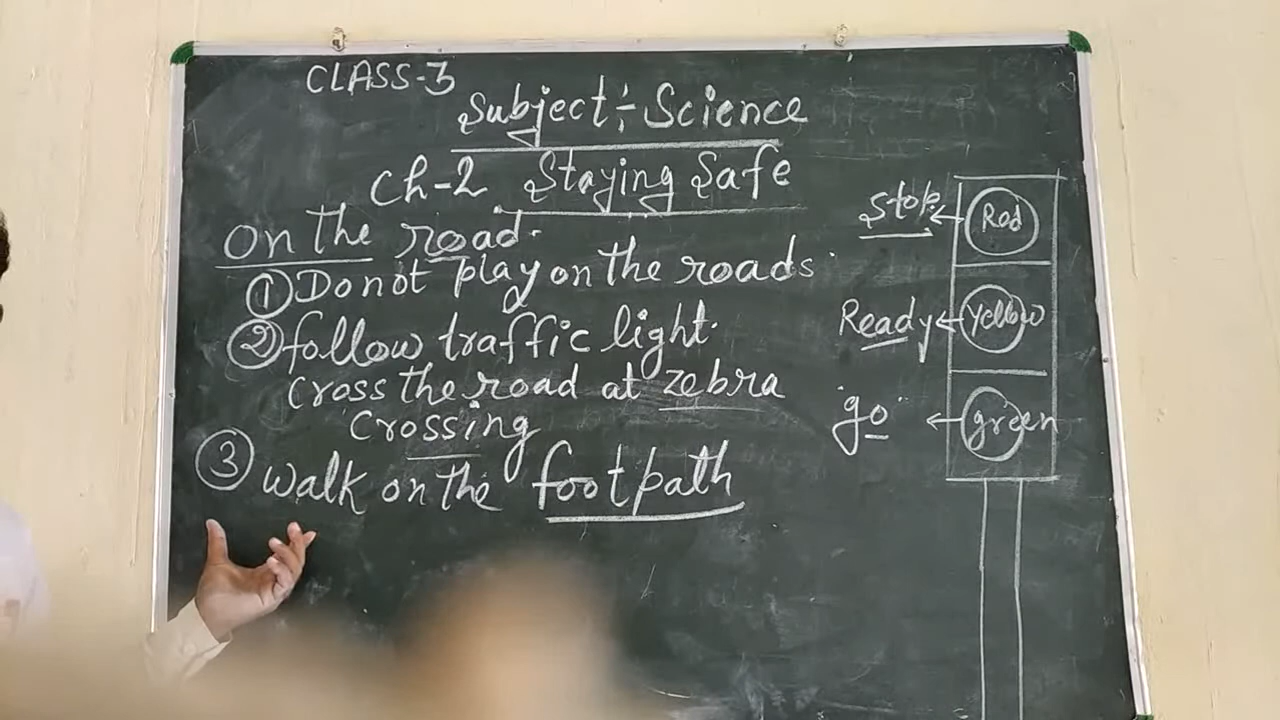 CLASS-3
Subject:- Science
Ch-2 Staying Safe
On the road.
① Do not play on the roads.
② follow traffic light.
Cross the road at zebra
Crossing
③ walk on the footpath
Stop ← Red
Ready ← Yellow
go ← green